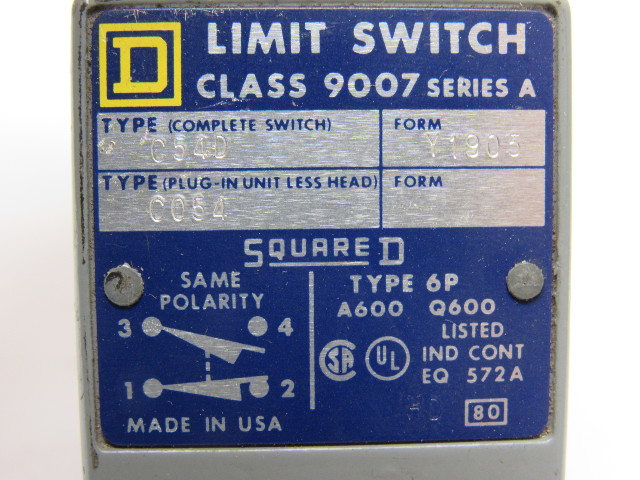 D LIMIT SWITCH
CLASS 9007 SERIES A
TYPE (COMPLETE SWITCH) FORM
C54D Y1905
TYPE (PLUG-IN UNIT LESS HEAD) FORM
C054
SQUARE D
SAME
POLARITY
3 4
1 2
MADE IN USA
TYPE 6P
A600 Q600
LISTED
SA UL IND CONT
EQ 572A
80